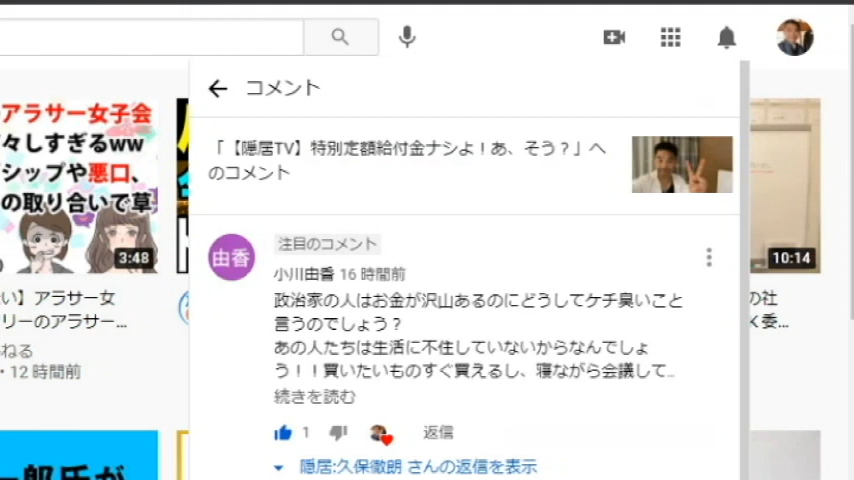 コメント
「【隠居TV】特別定額給付金ナシよ！あ、そう？」へ
のコメント
アラサー女子会
々しすぎるww
シップや悪口、
の取り合いで草
3:48
10:14
由香
注目のコメント
小川由香 16 時間前
政治家の人はお金が沢山あるのにどうしてケチ臭いこと
言うのでしょう？
あの人たちは生活に不住していないからなんでしょ
う！！買いたいものすぐ買えるし、寝ながら会議して...
続きを読む
1
返信
隠居:久保徹朗 さんの返信を表示
い】アラサー女
リーのアラサー...
ねる
・12 時間前
の社
く委...
一郎氏が